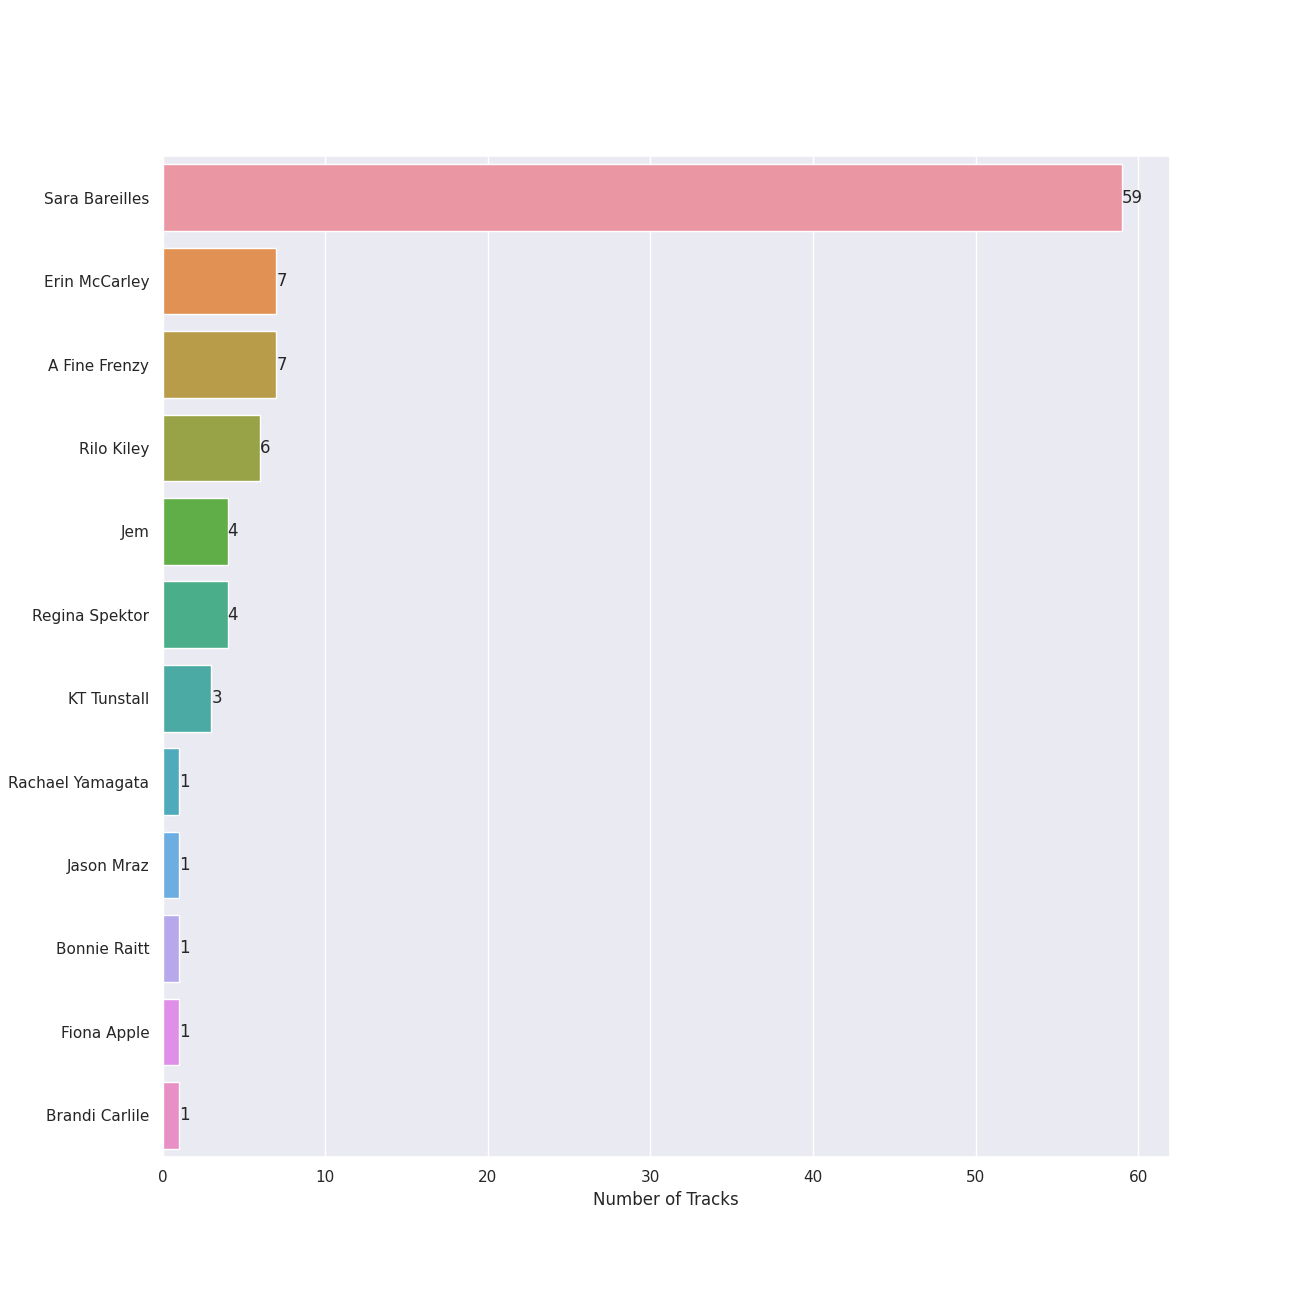 Sara Bareilles 59
Erin McCarley 7
A Fine Frenzy 7
Rilo Kiley 6
Jem 4
Regina Spektor 4
KT Tunstall 3
Rachael Yamagata 1
Jason Mraz 1
Bonnie Raitt 1
Fiona Apple 1
Brandi Carlile 1
0 10 20 30 40 50 60
Number of Tracks